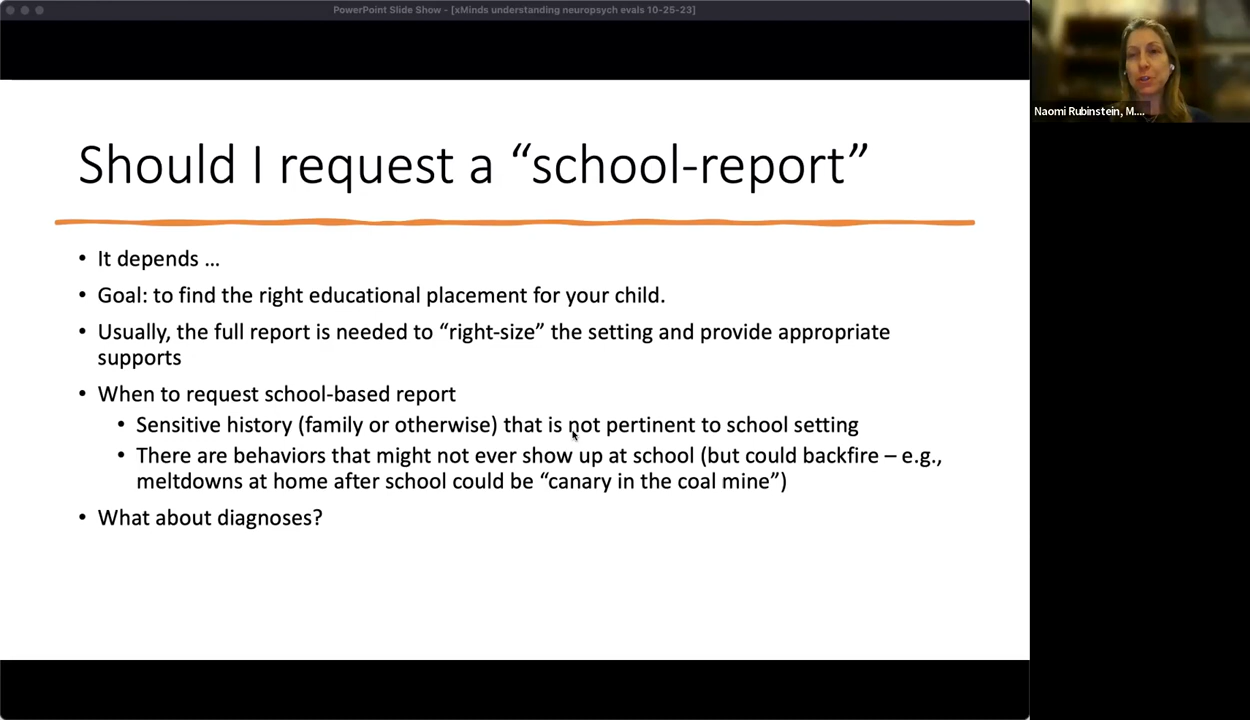 PowerPoint Slide Show - [xMinds understanding neuropsych evals 10-25-23]
Naomi Rubinstein, M....
Should I request a “school-report”
• It depends ...
• Goal: to find the right educational placement for your child.
• Usually, the full report is needed to “right-size” the setting and provide appropriate
supports
• When to request school-based report
• Sensitive history (family or otherwise) that is not pertinent to school setting
• There are behaviors that might not ever show up at school (but could backfire – e.g.,
meltdowns at home after school could be “canary in the coal mine”)
• What about diagnoses?